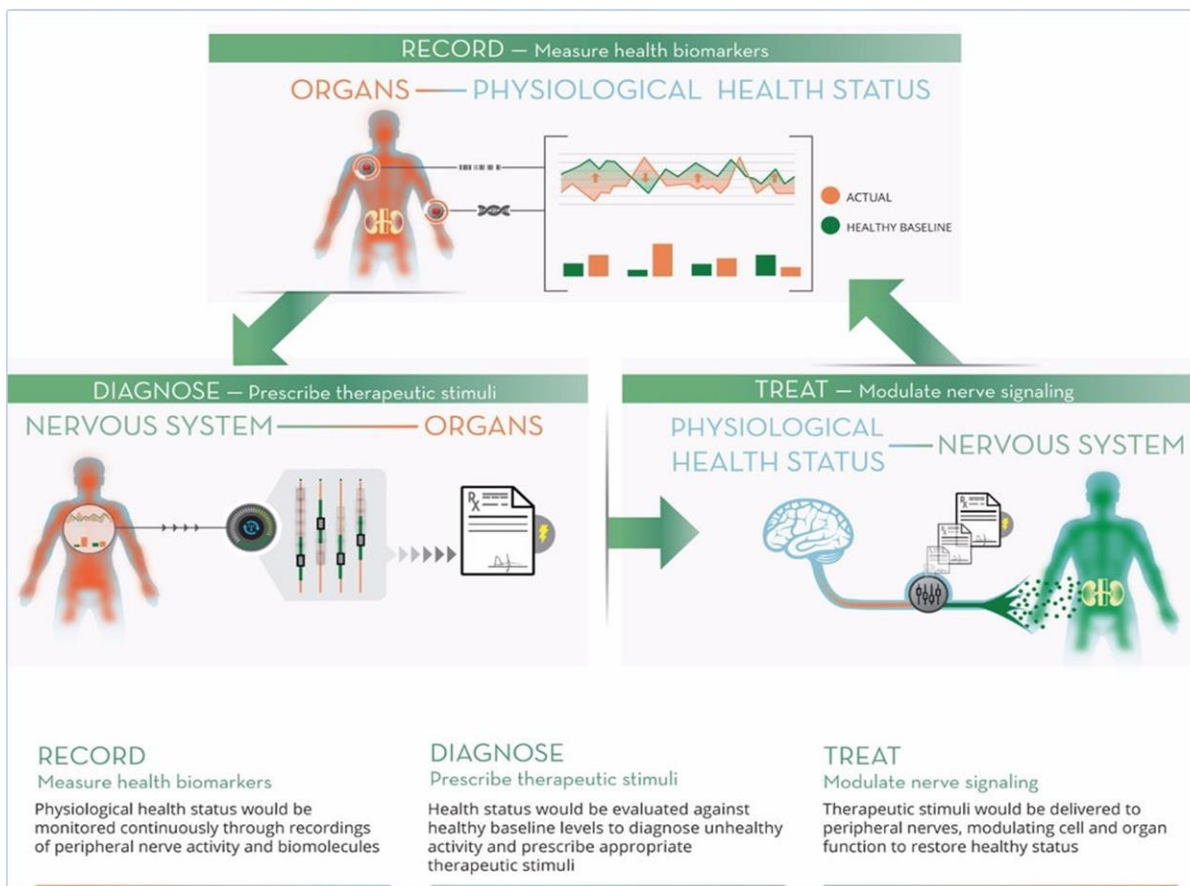 RECORD — Measure health biomarkers
ORGANS — PHYSIOLOGICAL HEALTH STATUS
ACTUAL
HEALTHY BASELINE
DIAGNOSE — Prescribe therapeutic stimuli
NERVOUS SYSTEM — ORGANS
Rx
TREAT — Modulate nerve signaling
PHYSIOLOGICAL
HEALTH STATUS — NERVOUS SYSTEM
Rx
RECORD
Measure health biomarkers
Physiological health status would be
monitored continuously through recordings
of peripheral nerve activity and biomolecules
DIAGNOSE
Prescribe therapeutic stimuli
Health status would be evaluated against
healthy baseline levels to diagnose unhealthy
activity and prescribe appropriate
therapeutic stimuli
TREAT
Modulate nerve signaling
Therapeutic stimuli would be delivered to
peripheral nerves, modulating cell and organ
function to restore healthy status